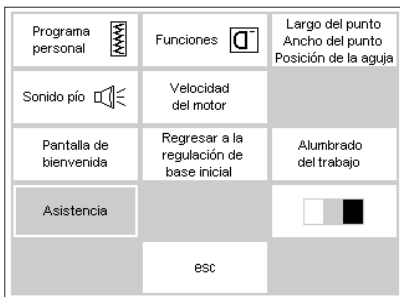 Programa
personal
Funciones
Largo del punto
Ancho del punto
Posición de la aguja
Sonido pío
Velocidad
del motor
Pantalla de
bienvenida
Regresar a la
regulación de
base inicial
Alumbrado
del trabajo
Asistencia
esc